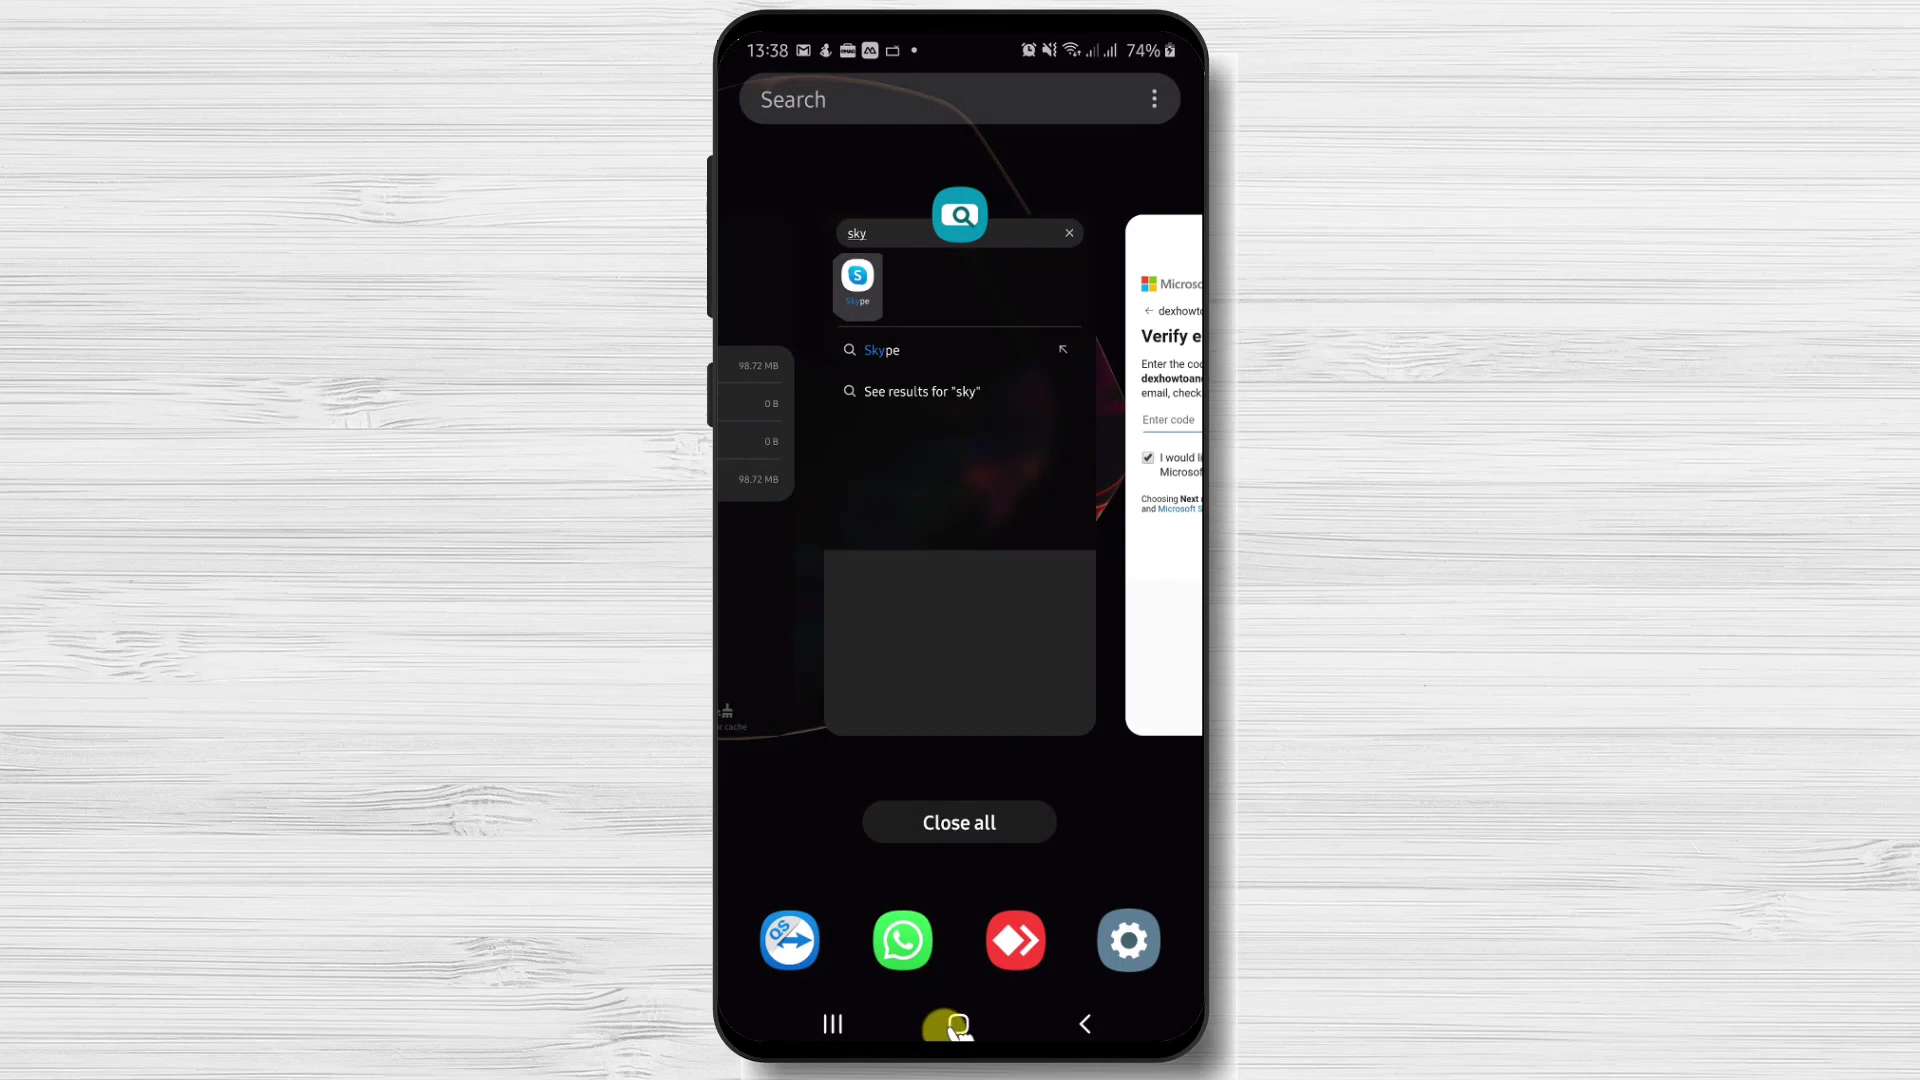 13:38
74%
Search
sky
S
Skype
98.72 MB
0 B
0 B
98.72 MB
Skype
See results for "sky"
Microso
dexhowto
Verify e
Enter the cod
dexhowtoan
email, check
Enter code
I would li
Microsof
Choosing Next
and Microsoft S
r cache
Close all
QS